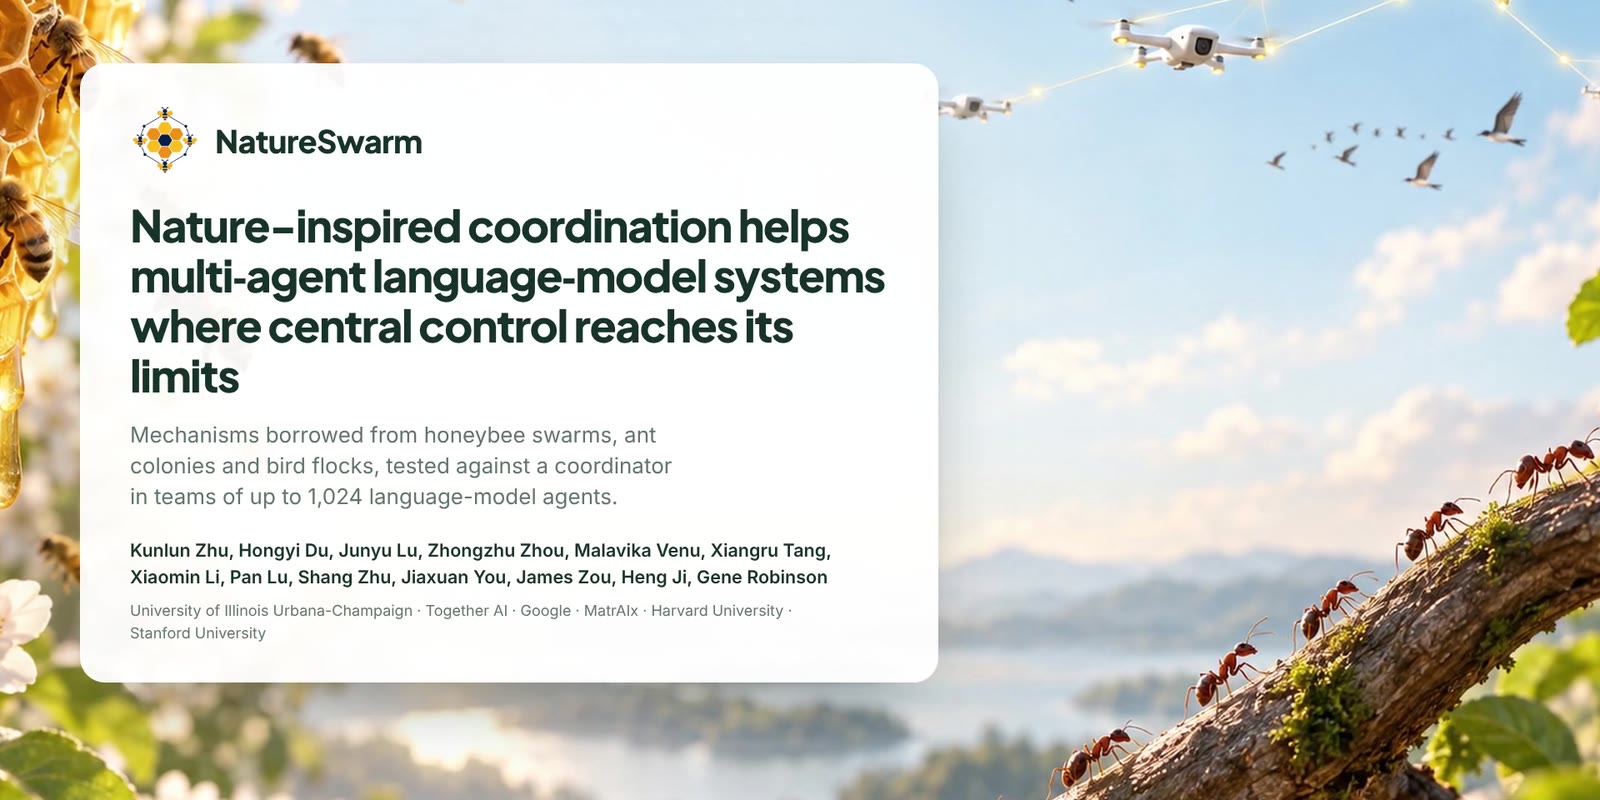 NatureSwarm
Nature-inspired coordination helps
multi-agent language-model systems
where central control reaches its
limits
Mechanisms borrowed from honeybee swarms, ant
colonies and bird flocks, tested against a coordinator
in teams of up to 1,024 language-model agents.
Kunlun Zhu, Hongyi Du, Junyu Lu, Zhongzhu Zhou, Malavika Venu, Xiangru Tang,
Xiaomin Li, Pan Lu, Shang Zhu, Jiaxuan You, James Zou, Heng Ji, Gene Robinson
University of Illinois Urbana-Champaign · Together AI · Google · MatrAIx · Harvard University ·
Stanford University